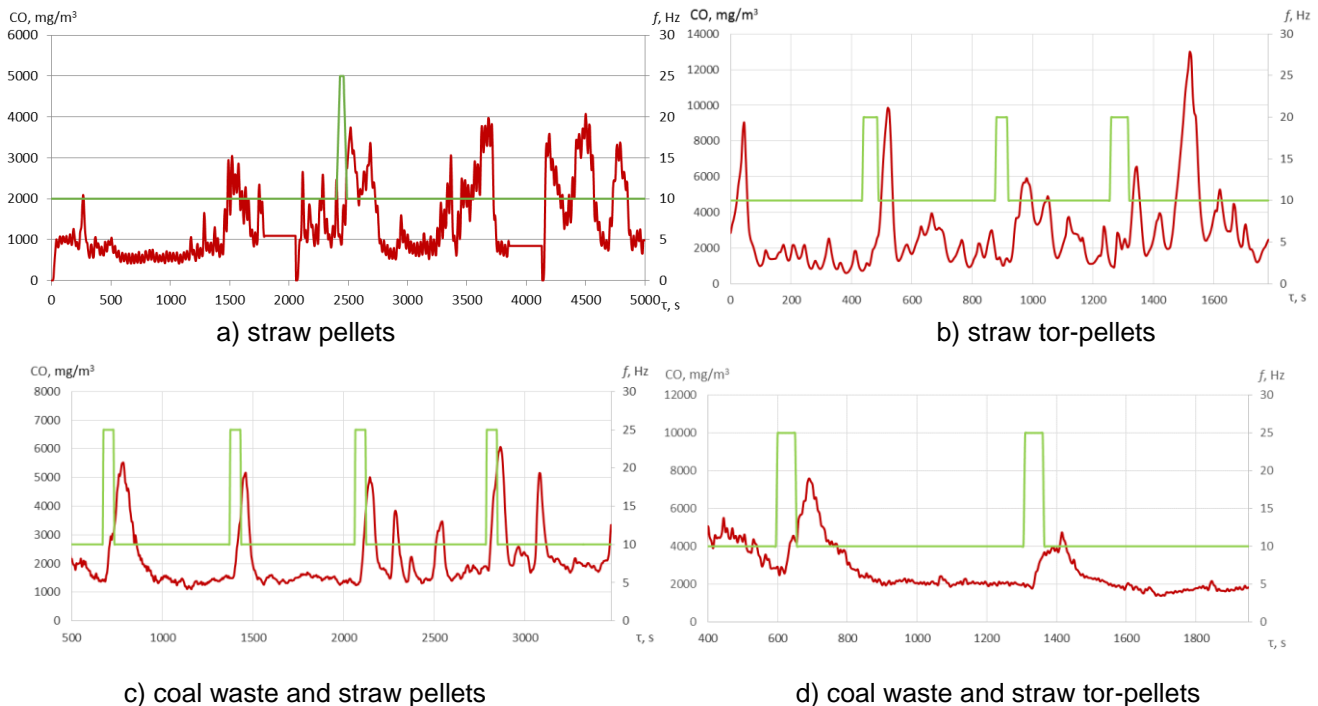 CO, mg/m³ f, Hz
6000 30
5000 25
4000 20
3000 15
2000 10
1000 5
0 0
0 500 1000 1500 2000 2500 3000 3500 4000 4500 5000
τ, s
a) straw pellets
CO, mg/m³ f, Hz
14000 30
12000 25
10000 20
8000 15
6000 10
4000 5
2000 0
0
0 200 400 600 800 1000 1200 1400 1600
τ, s
b) straw tor-pellets
CO, mg/m³ f, Hz
8000 30
7000 25
6000 20
5000 15
4000 10
3000 5
2000 0
1000
0
500 1000 1500 2000 2500 3000
τ, s
c) coal waste and straw pellets
CO, mg/m³ f, Hz
12000 30
10000 25
8000 20
6000 15
4000 10
2000 5
0 0
400 600 800 1000 1200 1400 1600 1800
τ, s
d) coal waste and straw tor-pellets